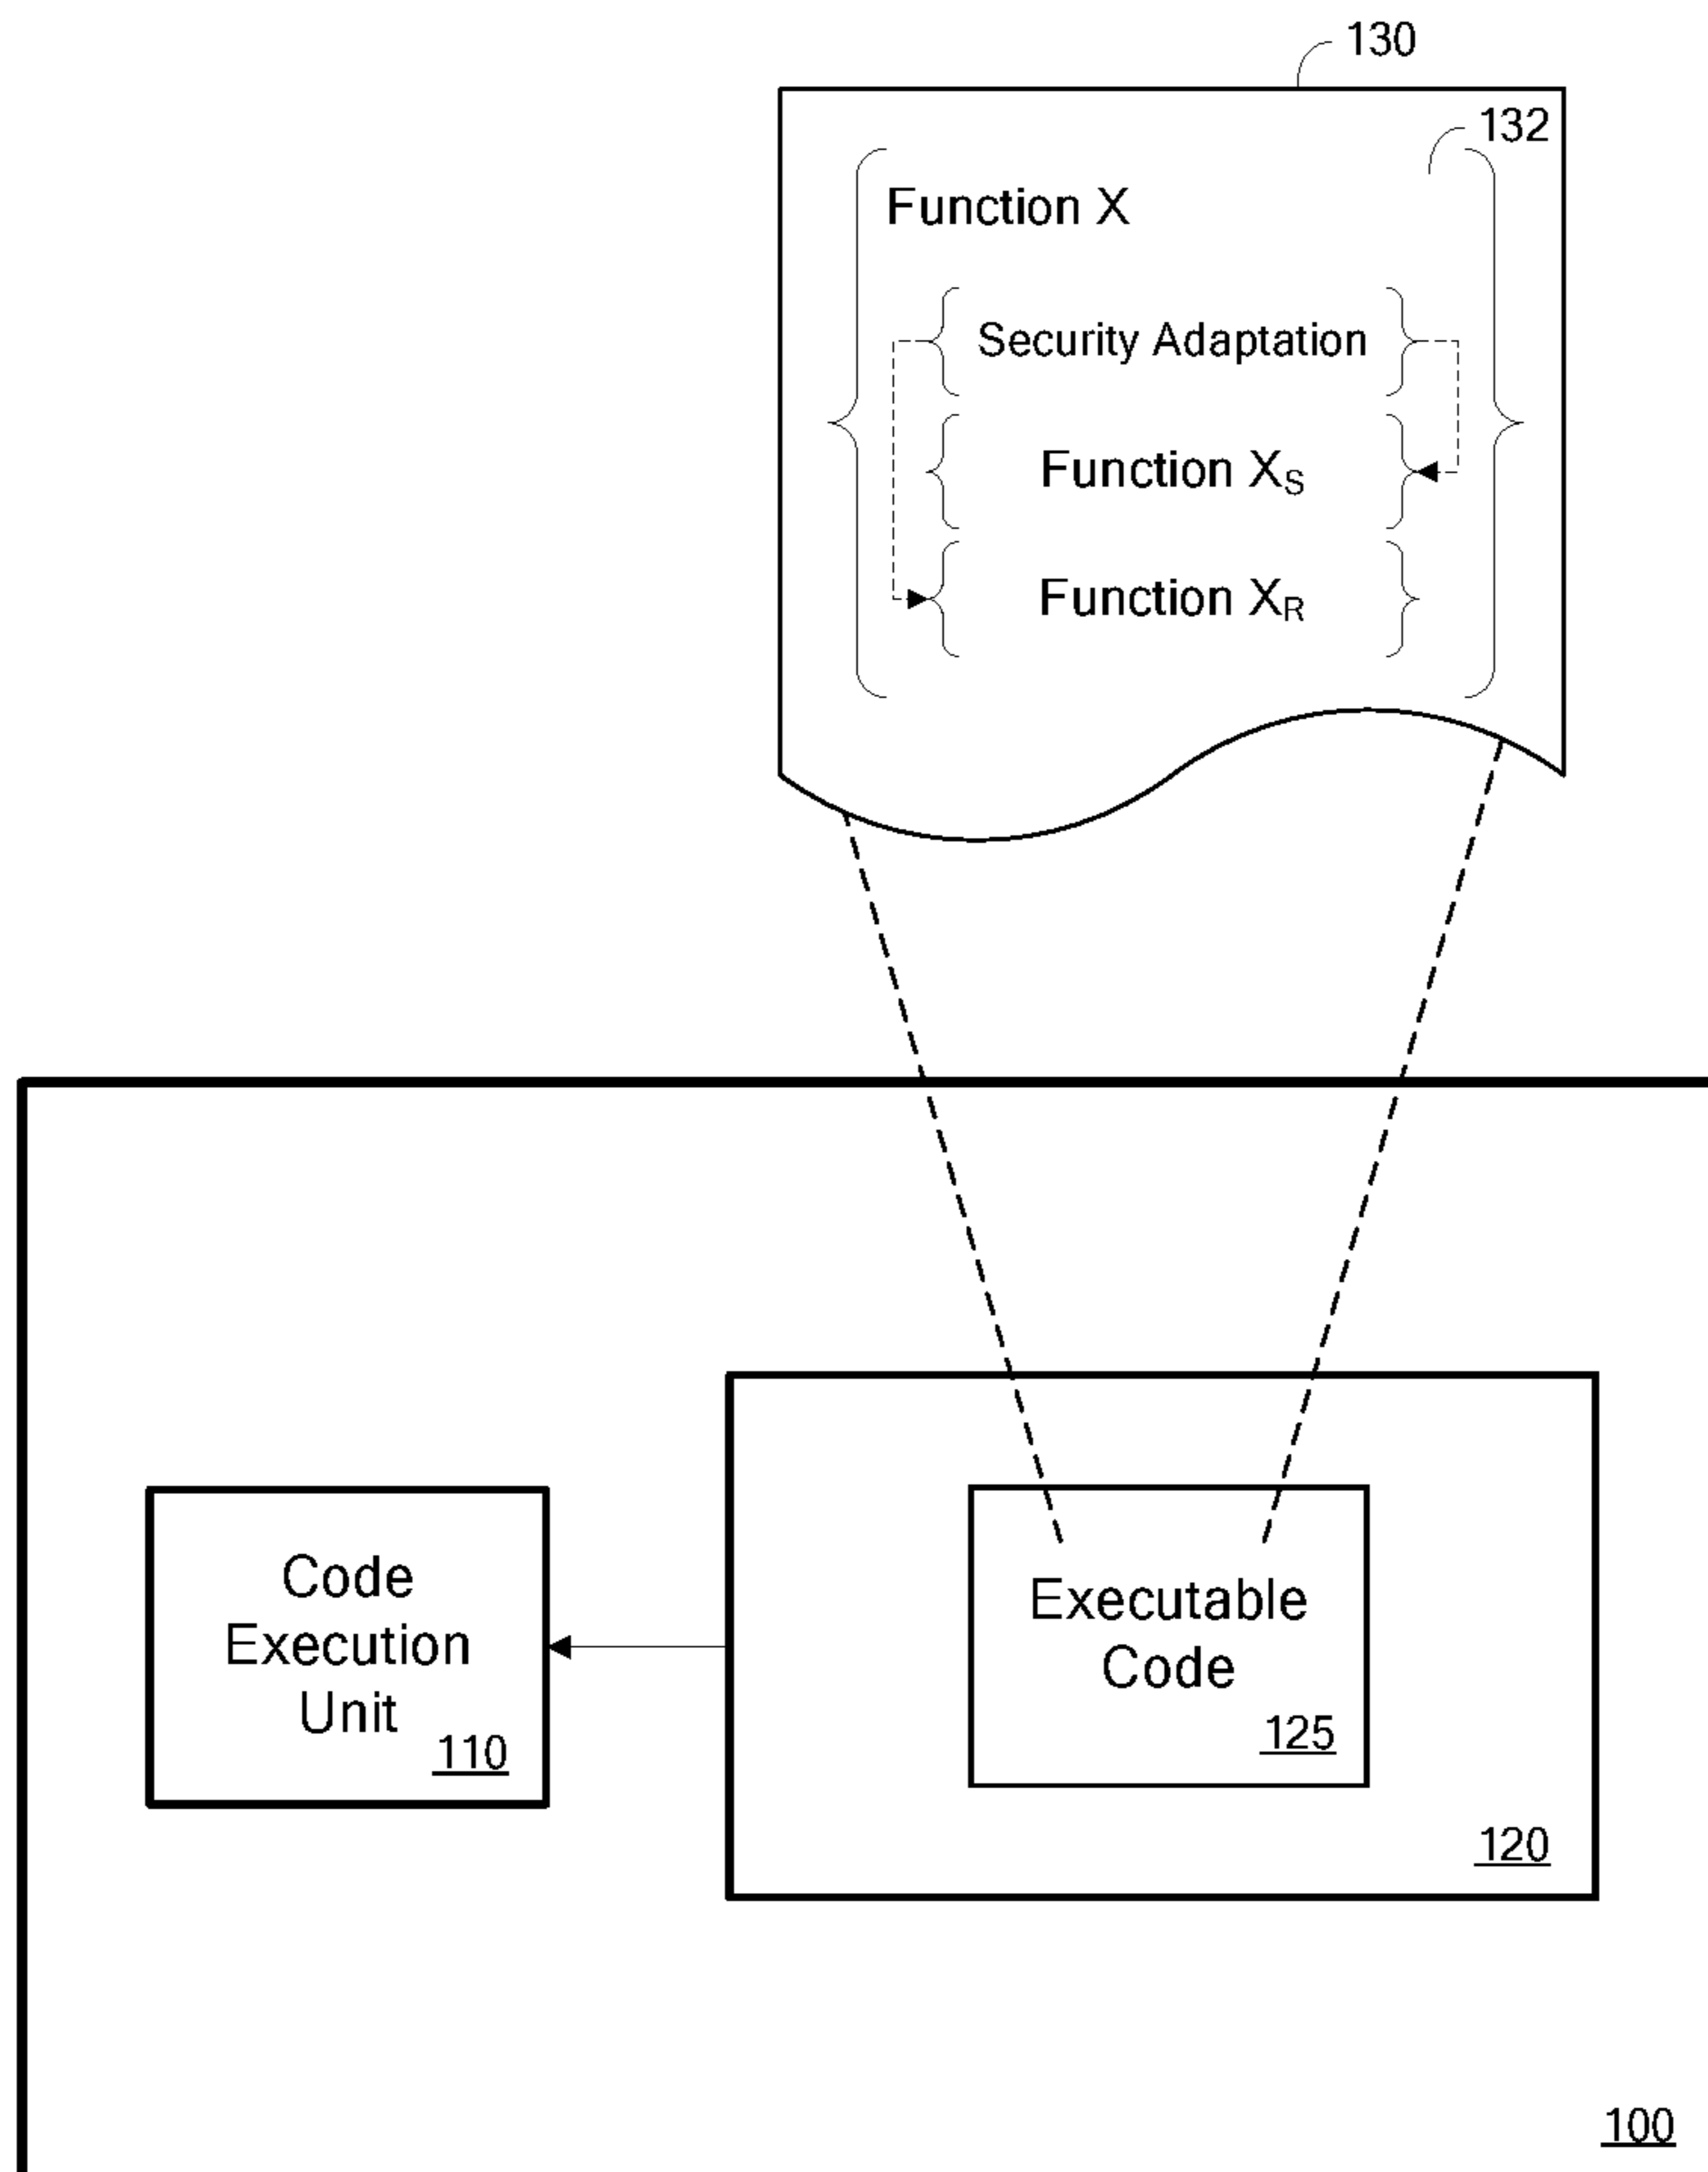 130
132
Function X
Security Adaptation
Function XS
Function XR
Code
Execution
Unit
110
Executable
Code
125
120
100